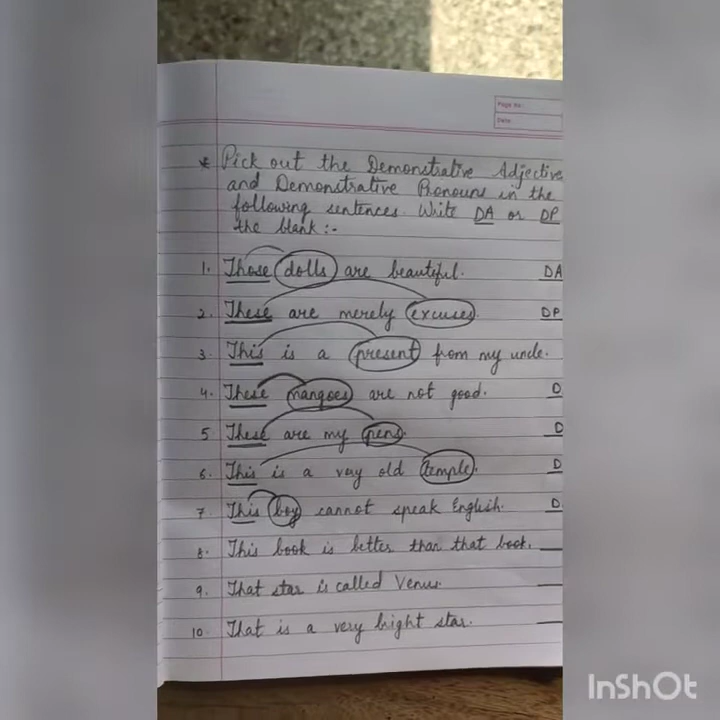 Page No:
Date:
* Pick out the Demonstrative Adjective
and Demonstrative Pronouns in the
following sentences. Write DA or DP
the blank :-
1. Those dolls are beautiful. DA
2. These are merely excuses. DP
3. This is a present from my uncle.
4. These mangoes are not good. D
5. These are my pens. D
6. This is a very old temple. D
7. This boy cannot speak English. D
8. This book is better than that book.
9. That star is called Venus.
10. That is a very bright star.
InShOt